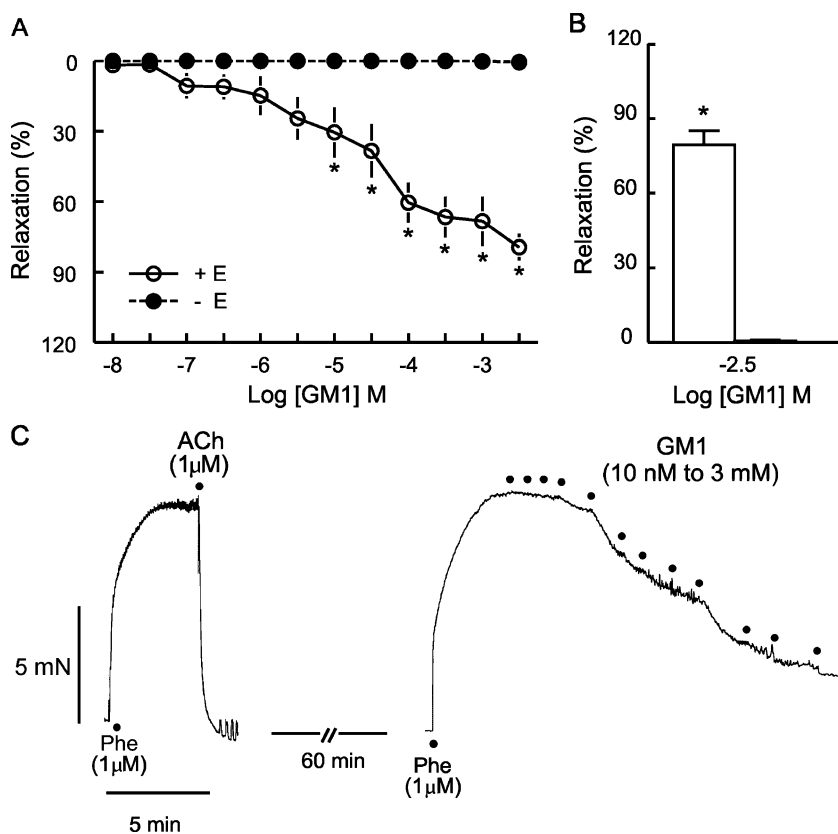 A
Relaxation (%)
0
30
60
90
120
+ E
- E
* * * * * *
-8 -7 -6 -5 -4 -3
Log [GM1] M
B
Relaxation (%)
120
90
60
30
0
*
-2.5
Log [GM1] M
C
ACh
(1µM)
GM1
(10 nM to 3 mM)
5 mN
Phe
(1µM)
5 min
60 min
Phe
(1µM)